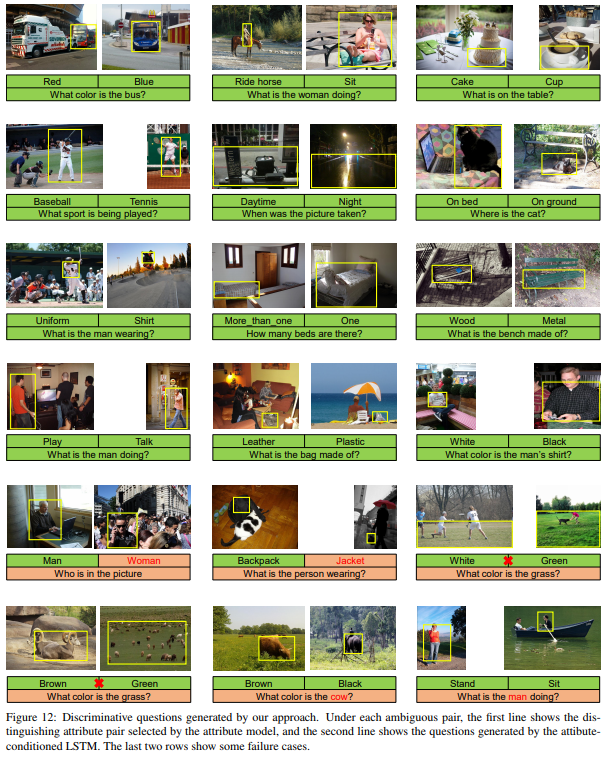 Red Blue Ride horse Sit Cake Cup
What color is the bus? What is the woman doing? What is on the table?
Baseball Tennis Daytime Night On bed On ground
What sport is being played? When was the picture taken? Where is the cat?
Uniform Shirt More_than_one One Wood Metal
What is the man wearing? How many beds are there? What is the bench made of?
Play Talk Leather Plastic White Black
What is the man doing? What is the bag made of? What color is the man's shirt?
Man Woman Backpack Jacket White Green
Who is in the picture What is the person wearing? What color is the grass?
Brown Green Brown Black Stand Sit
What color is the grass? What color is the cow? What is the man doing?
Figure 12: Discriminative questions generated by our approach. Under each ambiguous pair, the first line shows the dis-
tinguishing attribute pair selected by the attribute model, and the second line shows the questions generated by the attibute-
conditioned LSTM. The last two rows show some failure cases.